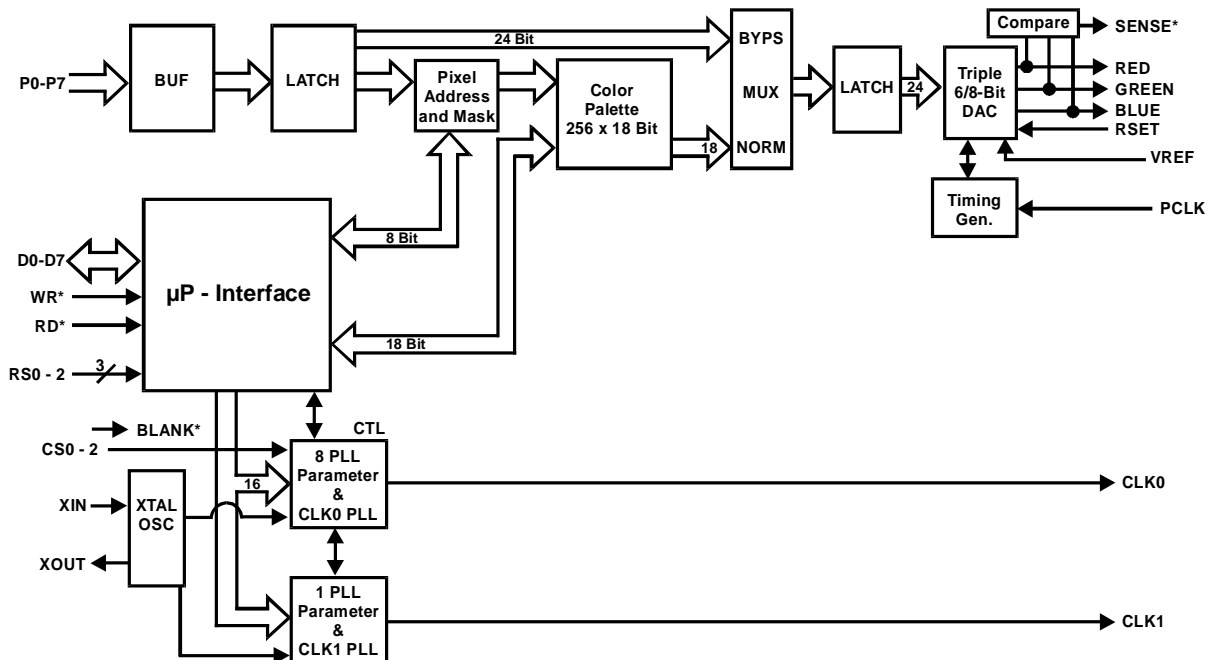 Compare
SENSE*
24 Bit
BYPS
P0-P7
BUF
LATCH
Pixel
Address
and Mask
Color
Palette
256 x 18 Bit
MUX
LATCH
24
Triple
6/8-Bit
DAC
RED
GREEN
BLUE
RSET
18
NORM
VREF
Timing
Gen.
PCLK
8 Bit
D0-D7
µP - Interface
WR*
RD*
18 Bit
RS0 - 2
3
BLANK*
CTL
CS0 - 2
8 PLL
Parameter
&
CLK0 PLL
16
CLK0
XIN
XTAL
OSC
XOUT
1 PLL
Parameter
&
CLK1 PLL
CLK1